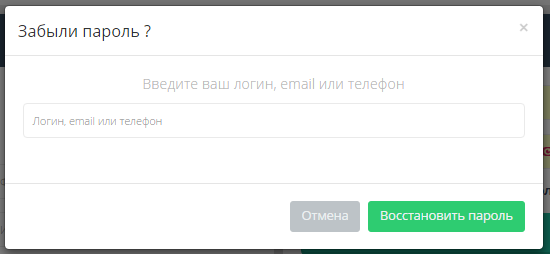 Забыли пароль ?
×
Введите ваш логин, email или телефон
Логин, email или телефон
Отмена
Восстановить пароль